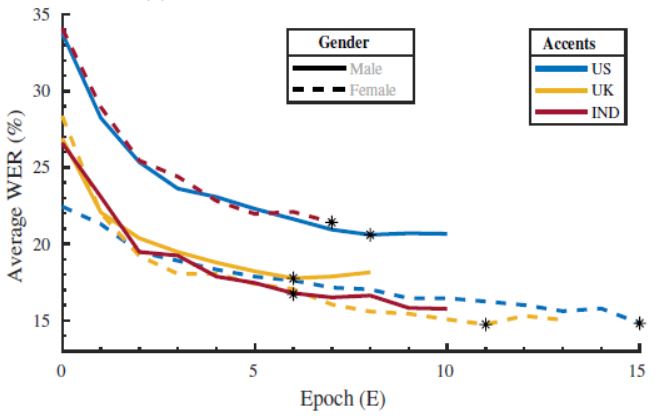 35
30
25
20
15
Average WER (%)
0
5
10
15
Epoch (E)
Gender
Male
Female
Accents
US
UK
IND